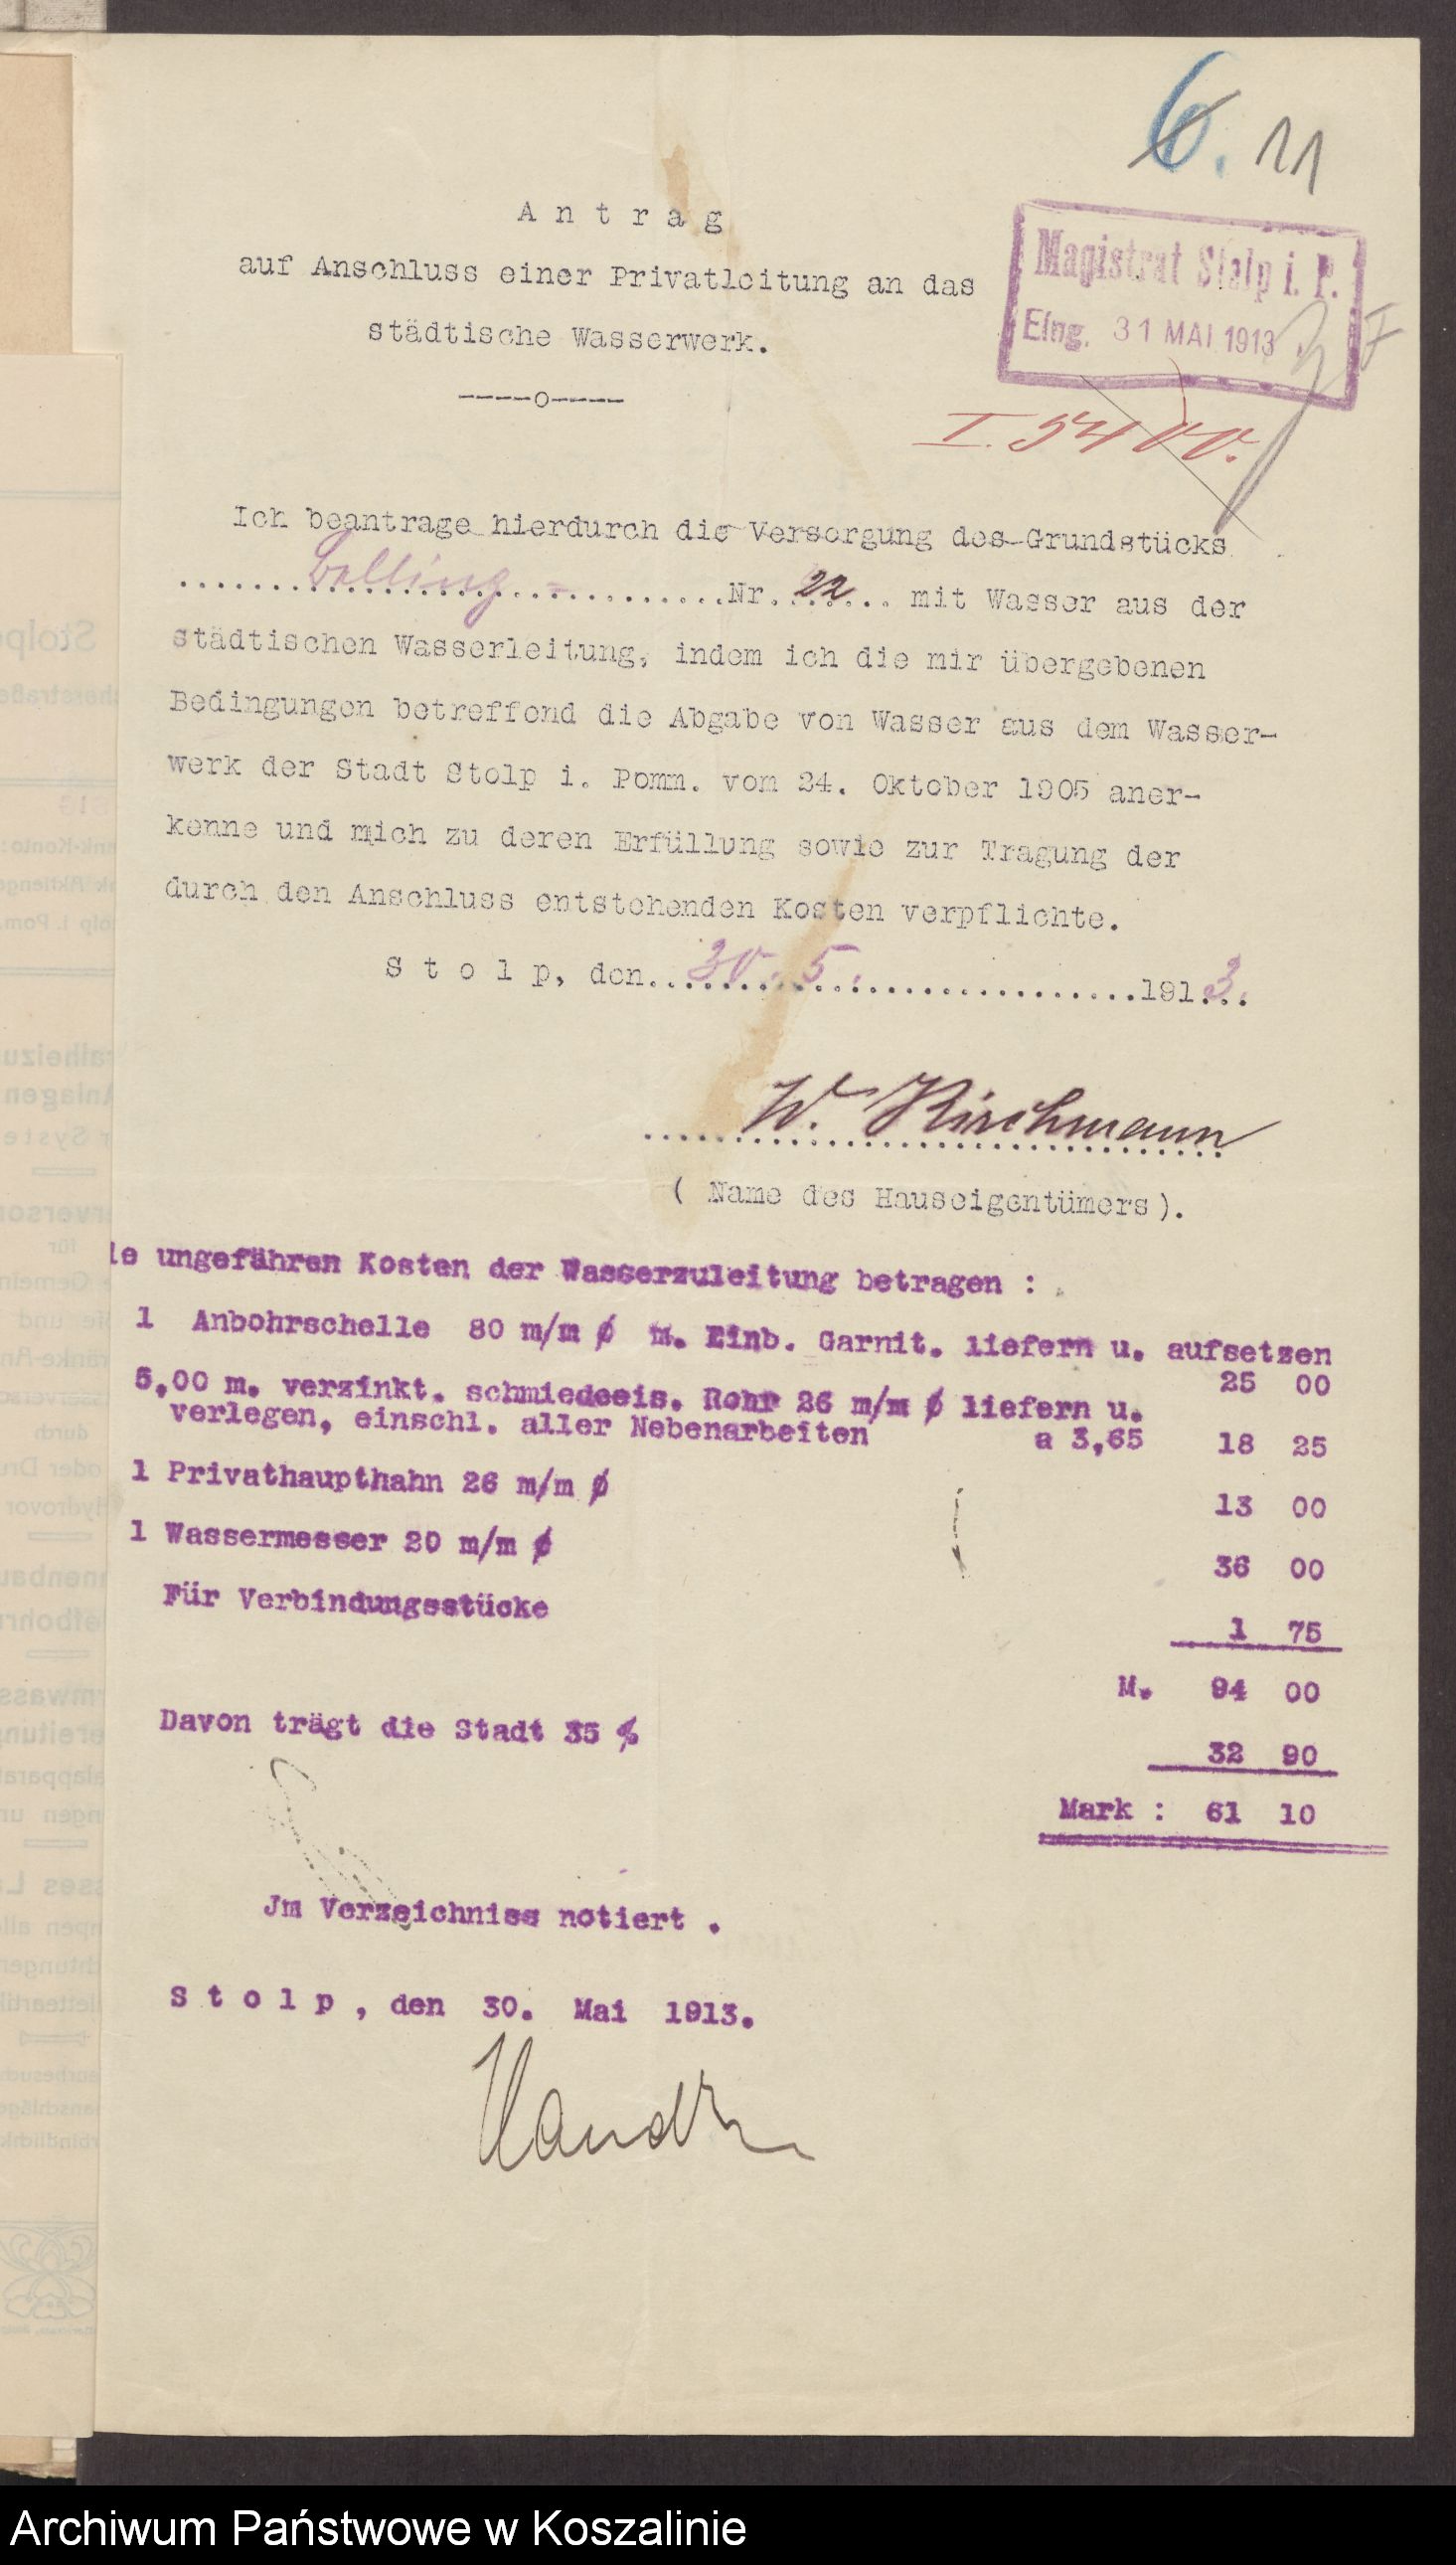 6. 11
Antrag
auf Anschluss einer Privatleitung an das
städtische Wasserwerk.
-----o-----
Magistrat Stolp i. P.
Eing. 31 MAI 1913
I. 5400.
Ich beantrage hierdurch die Versorgung des Grundstücks
.......Belling-............Nr. 22 ... mit Wasser aus der
städtischen Wasserleitung, indem ich die mir übergebenen
Bedingungen betreffend die Abgabe von Wasser aus dem Wasser-
werk der Stadt Stolp i. Pomm. vom 24. Oktober 1905 aner-
kenne und mich zu deren Erfüllung sowie zur Tragung der
durch den Anschluss entstehenden Kosten verpflichte.
Stolp, den 30. 5. 1913.
W. Kirschmann
( Name des Hauseigentümers ).
ie ungefähren Kosten der Wasserzuleitung betragen :
1 Anbohrschelle 80 m/m ø m. Einb. Garnit. liefern u. aufsetzen
25 00
5,00 m. verzinkt. schmiedeeis. Rohr 26 m/m ø liefern u.
verlegen, einschl. aller Nebenarbeiten a 3,65 18 25
1 Privathaupthahn 26 m/m ø 13 00
1 Wassermesser 20 m/m ø 36 00
Für Verbindungsstücke 1 75
M. 94 00
Davon trägt die Stadt 35 % 32 90
Mark : 61 10
Jm Verzeichniss notiert .
Stolp, den 30. Mai 1913.
Archiwum Państwowe w Koszalinie